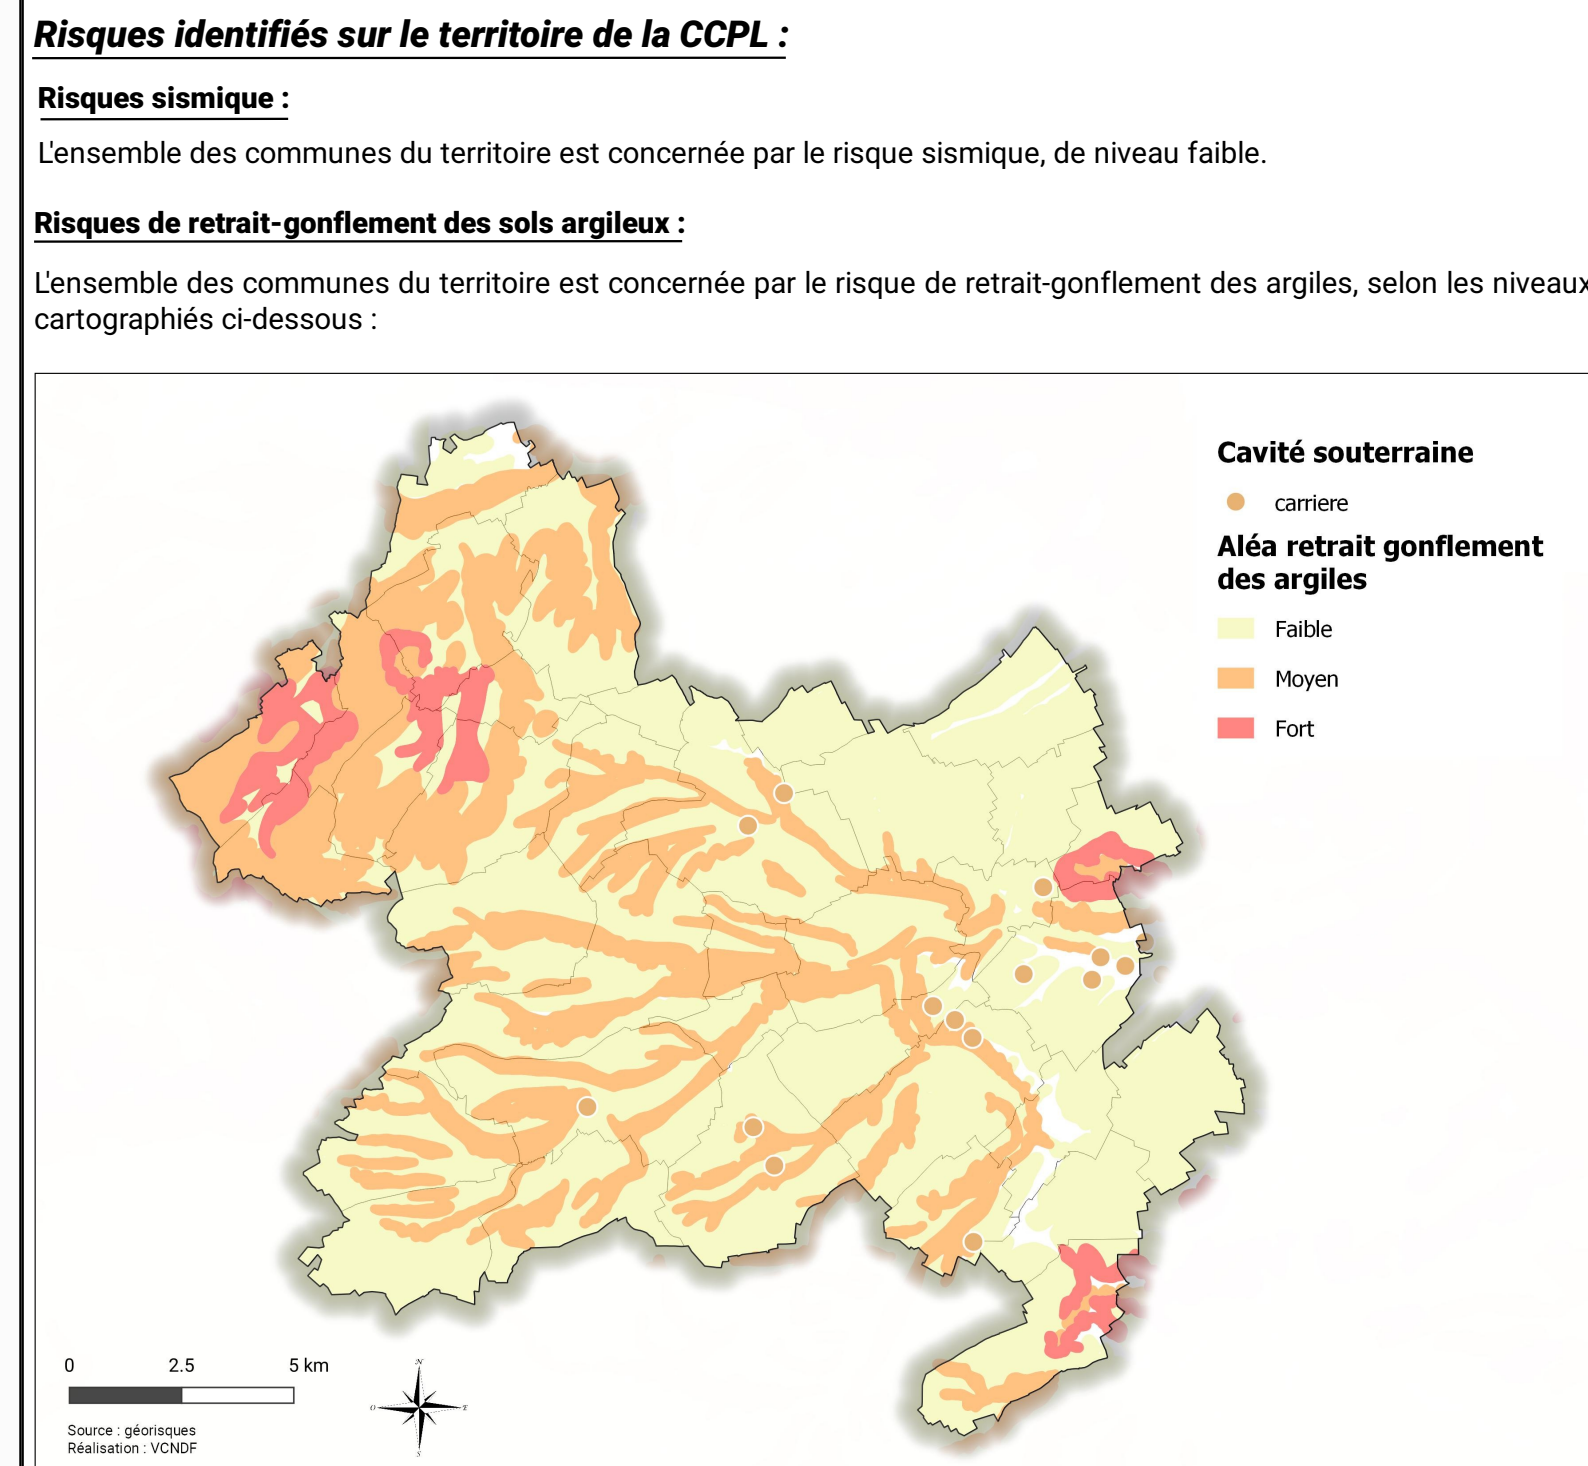 Risques identifiés sur le territoire de la CCPL :
Risques sismique :
L'ensemble des communes du territoire est concernée par le risque sismique, de niveau faible.
Risques de retrait-gonflement des sols argileux :
L'ensemble des communes du territoire est concernée par le risque de retrait-gonflement des argiles, selon les niveaux
cartographiés ci-dessous :
Cavité souterraine
carriere
Aléa retrait gonflement
des argiles
Faible
Moyen
Fort
0 2.5 5 km
N
O E
S
Source : géorisques
Réalisation : VCNDF